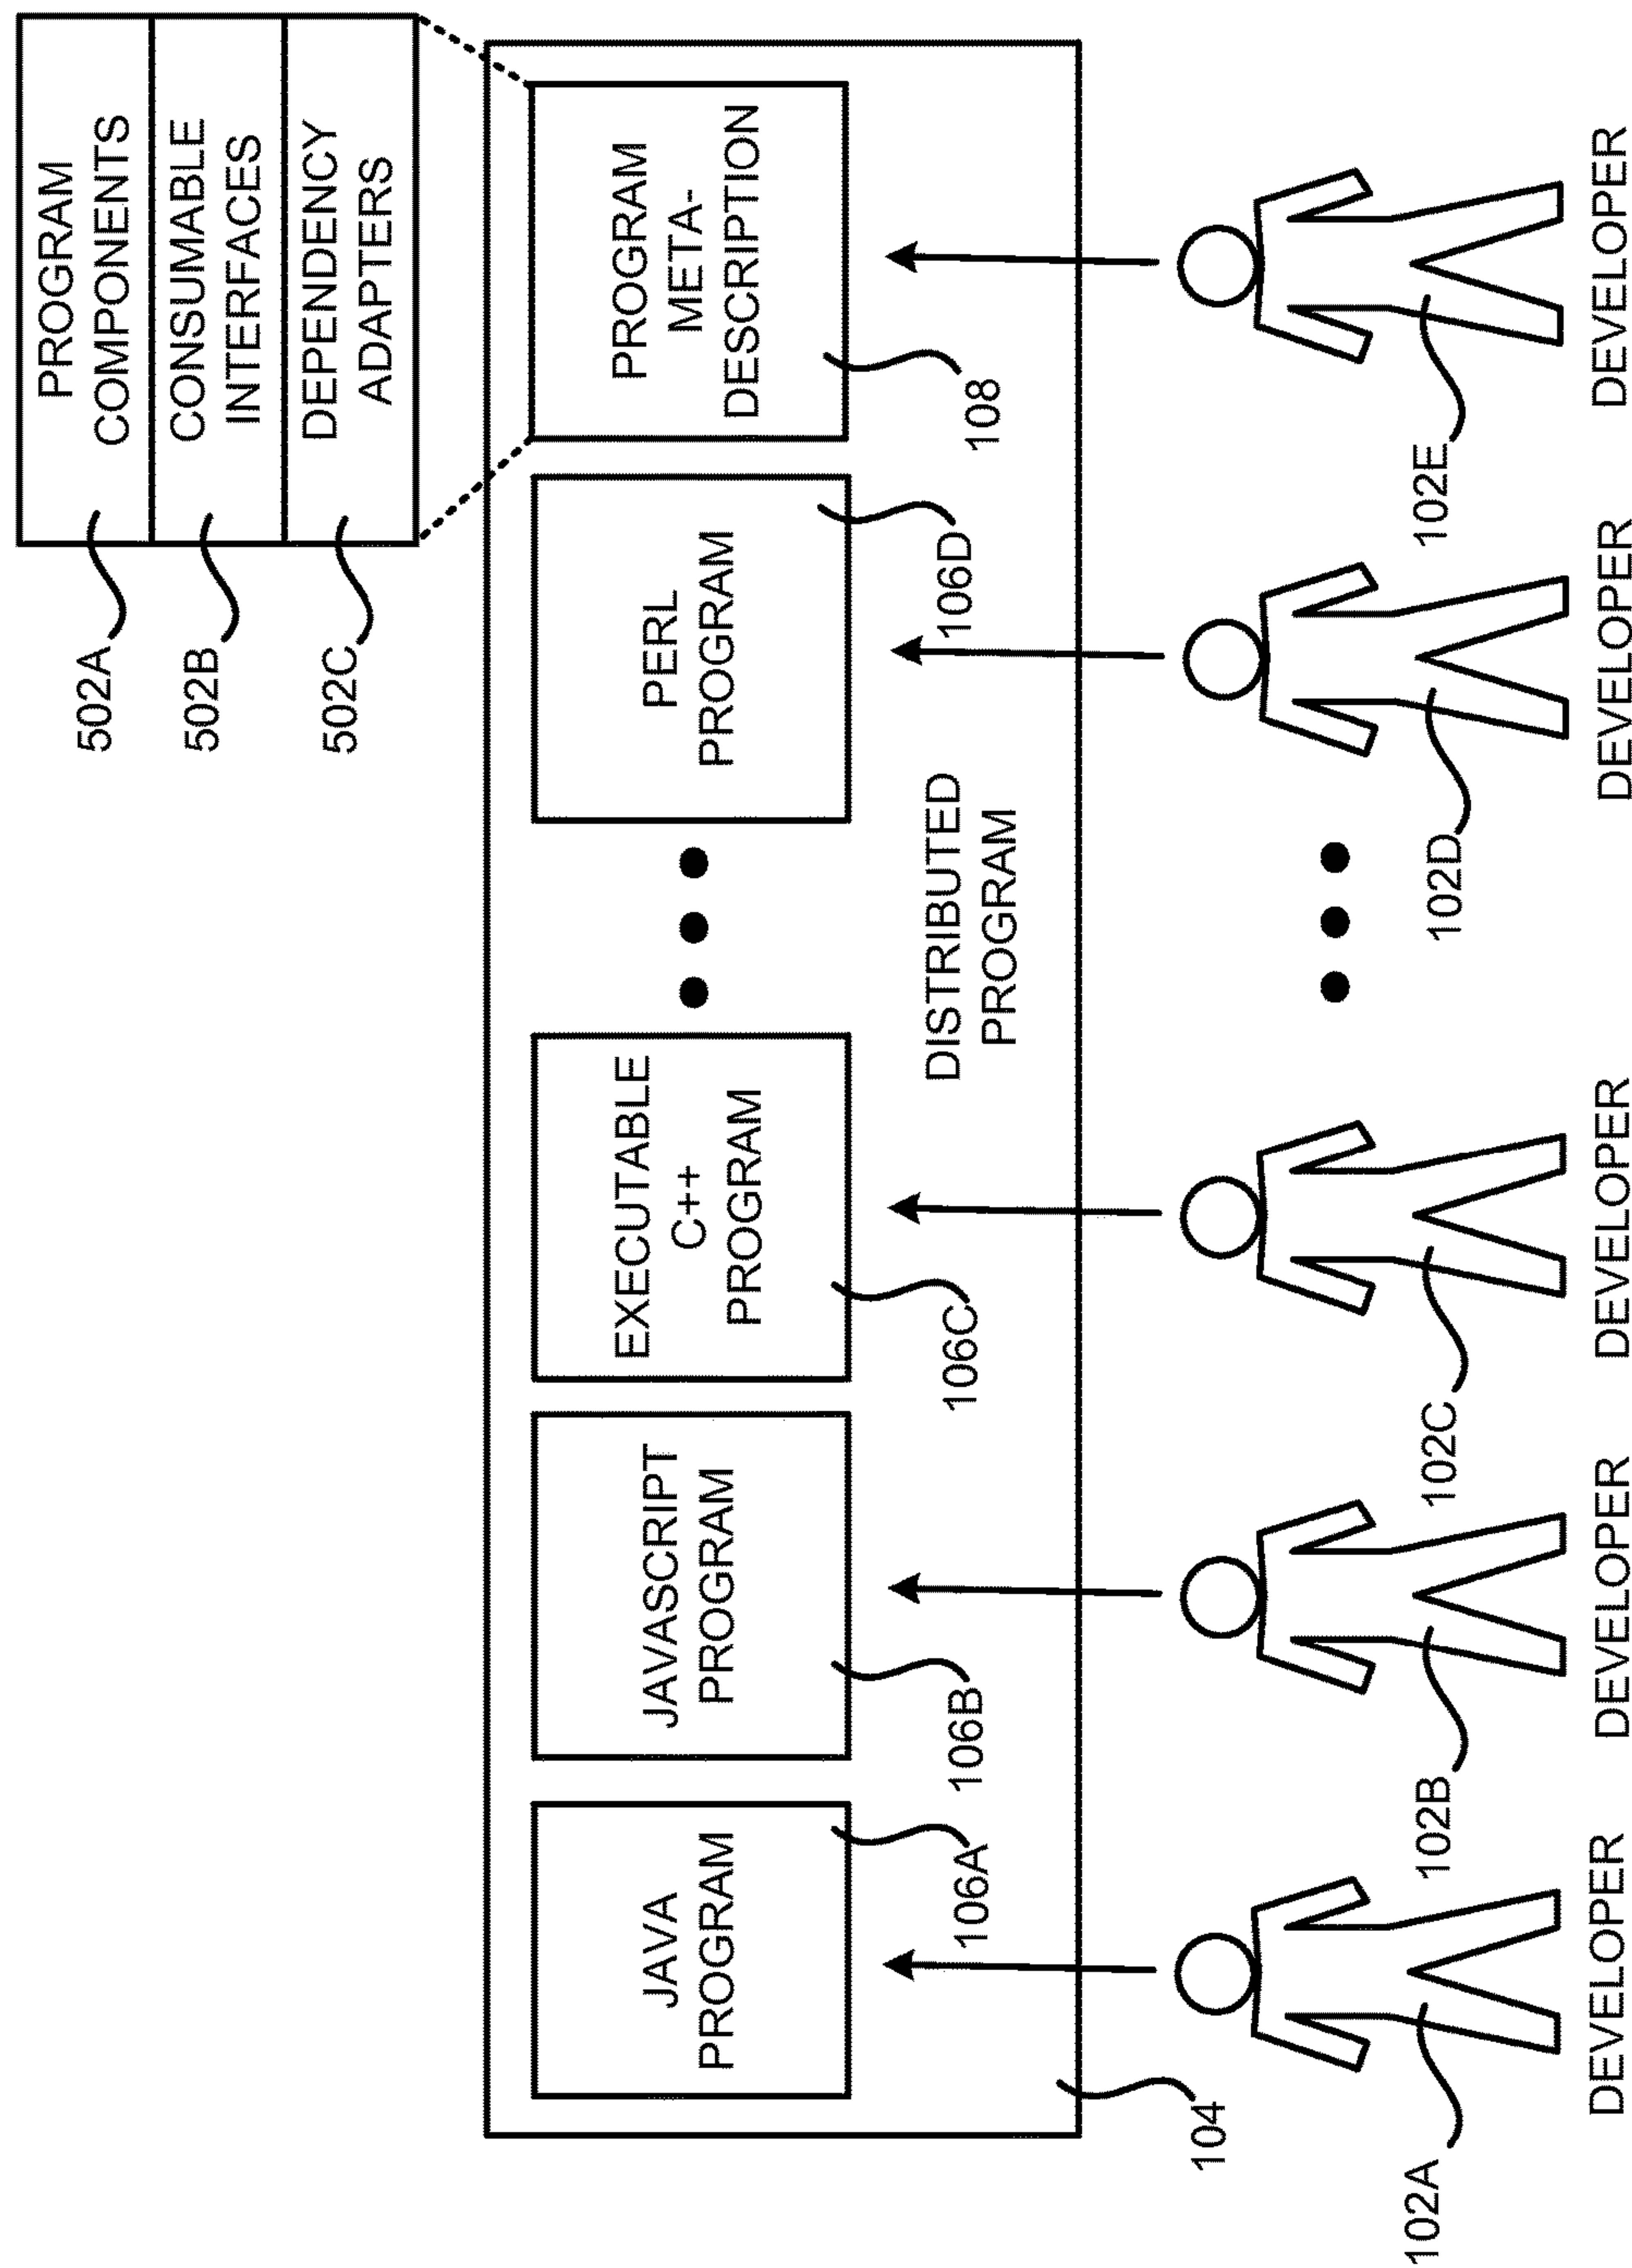 PROGRAM
COMPONENTS
CONSUMABLE
INTERFACES
DEPENDENCY
ADAPTERS
502A
502B
502C
JAVA
PROGRAM
106A
JAVASCRIPT
PROGRAM
106B
EXECUTABLE
C++
PROGRAM
106C
PERL
PROGRAM
106D
PROGRAM
META-
DESCRIPTION
108
DISTRIBUTED
PROGRAM
104
102A
102B
102C
102D
102E
DEVELOPER
DEVELOPER
DEVELOPER
DEVELOPER
DEVELOPER